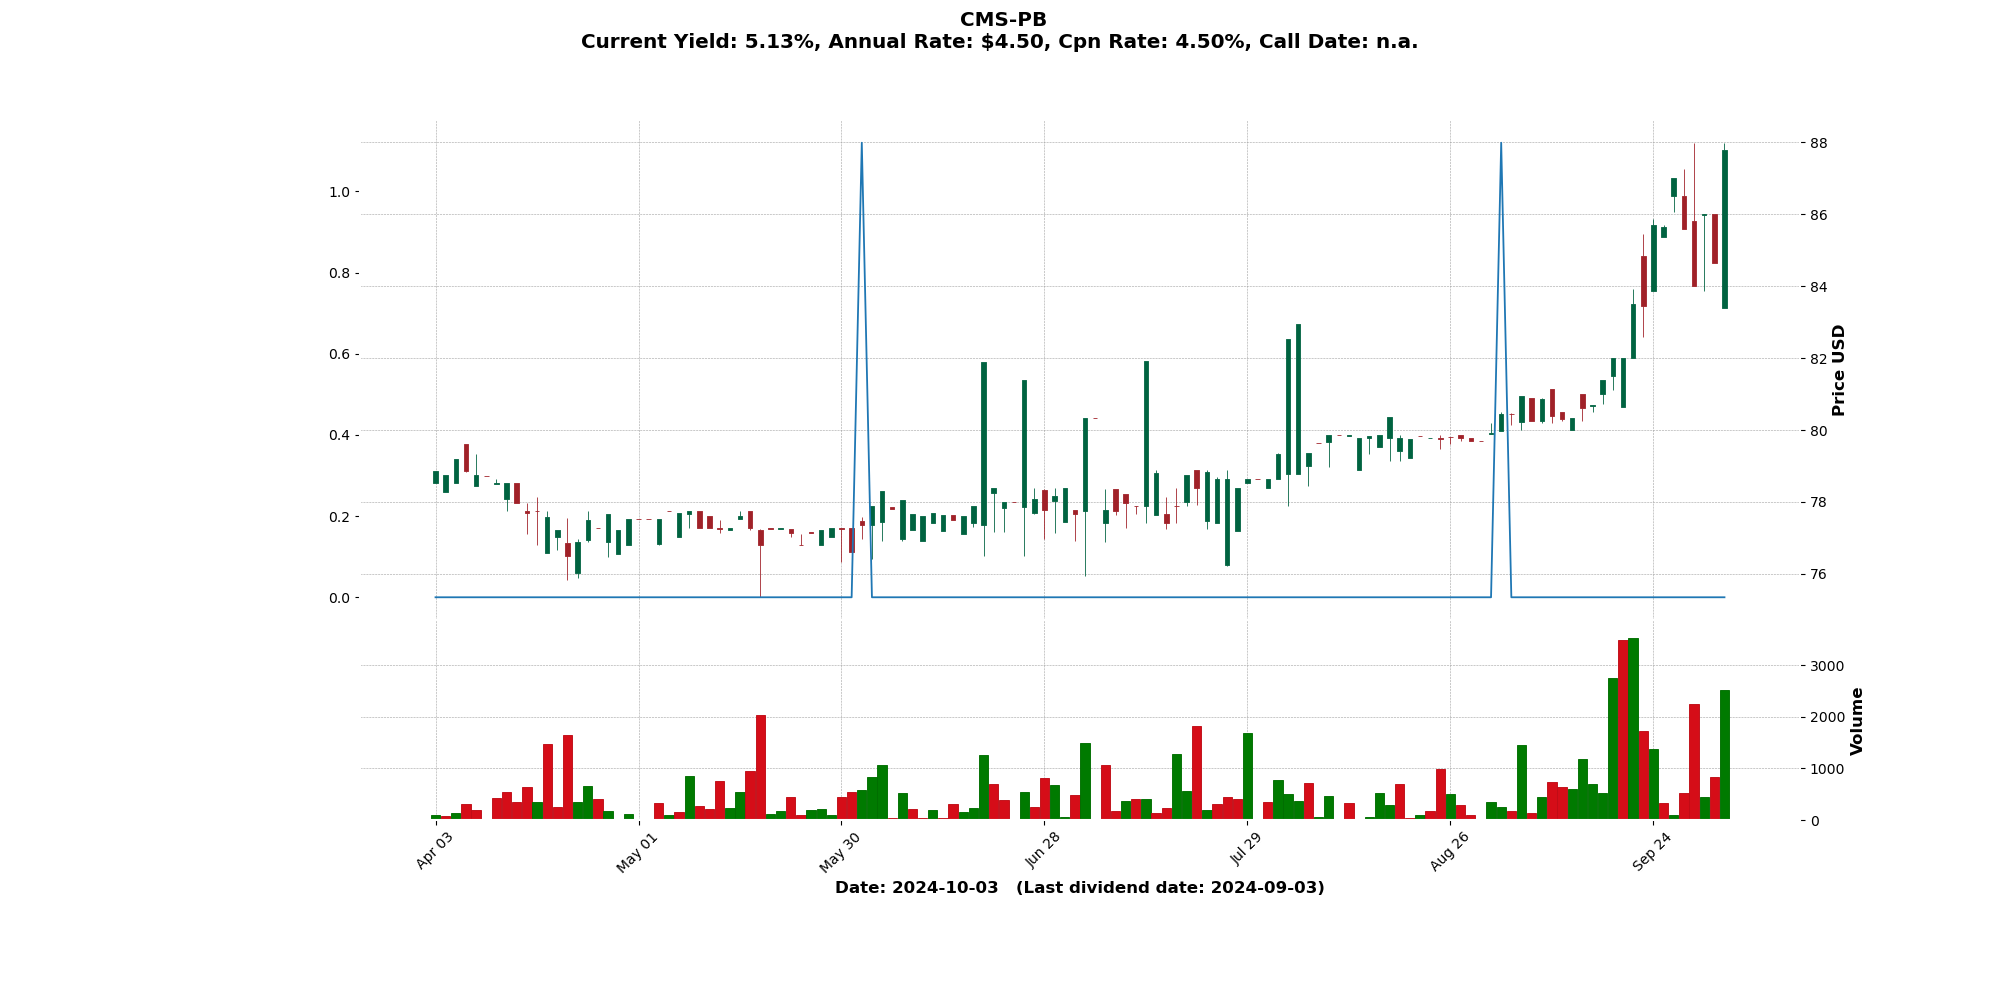 CMS-PB
Current Yield: 5.13%, Annual Rate: $4.50, Cpn Rate: 4.50%, Call Date: n.a.
1.0
0.8
0.6
0.4
0.2
0.0
88
86
84
82
80
78
76
Price USD
3000
2000
1000
0
Volume
Apr 03
May 01
May 30
Jun 28
Jul 29
Aug 26
Sep 24
Date: 2024-10-03   (Last dividend date: 2024-09-03)